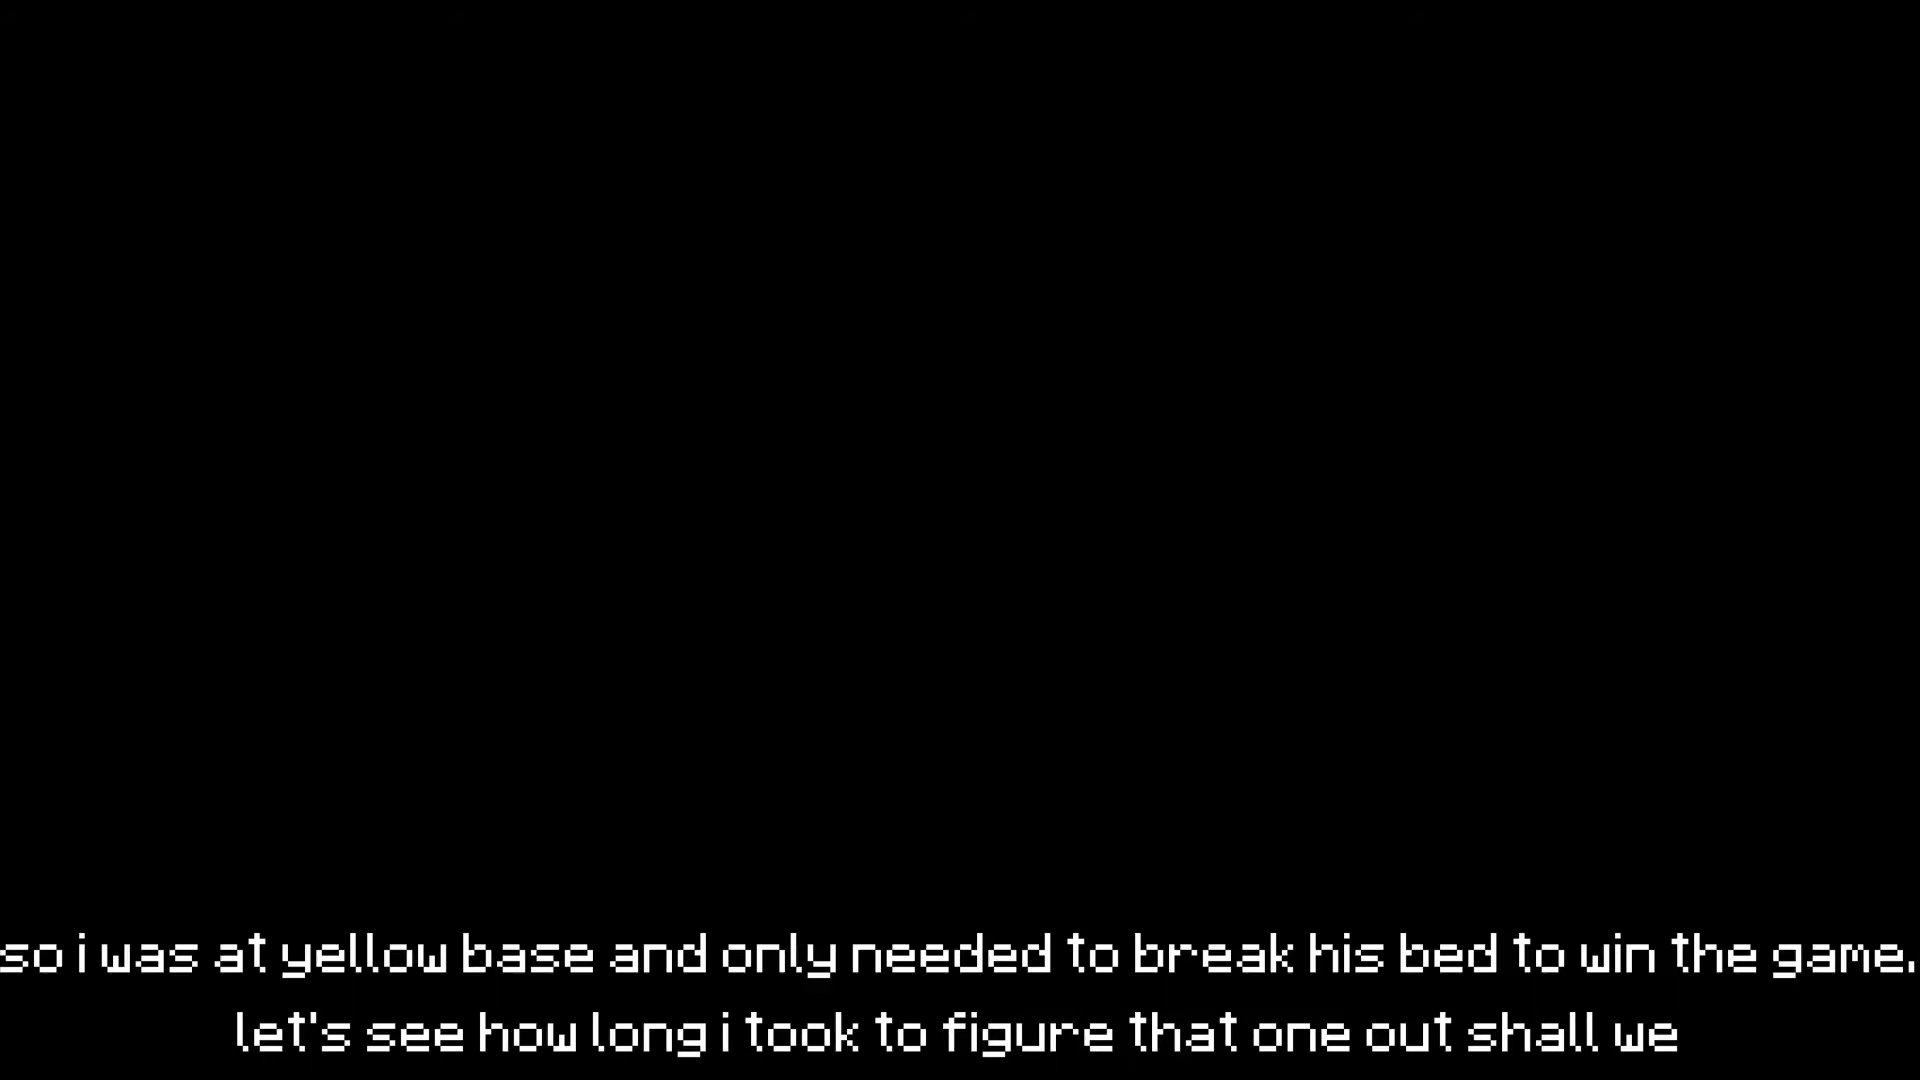 so i was at yellow base and only needed to break his bed to win the game.
let's see how long i took to figure that one out shall we